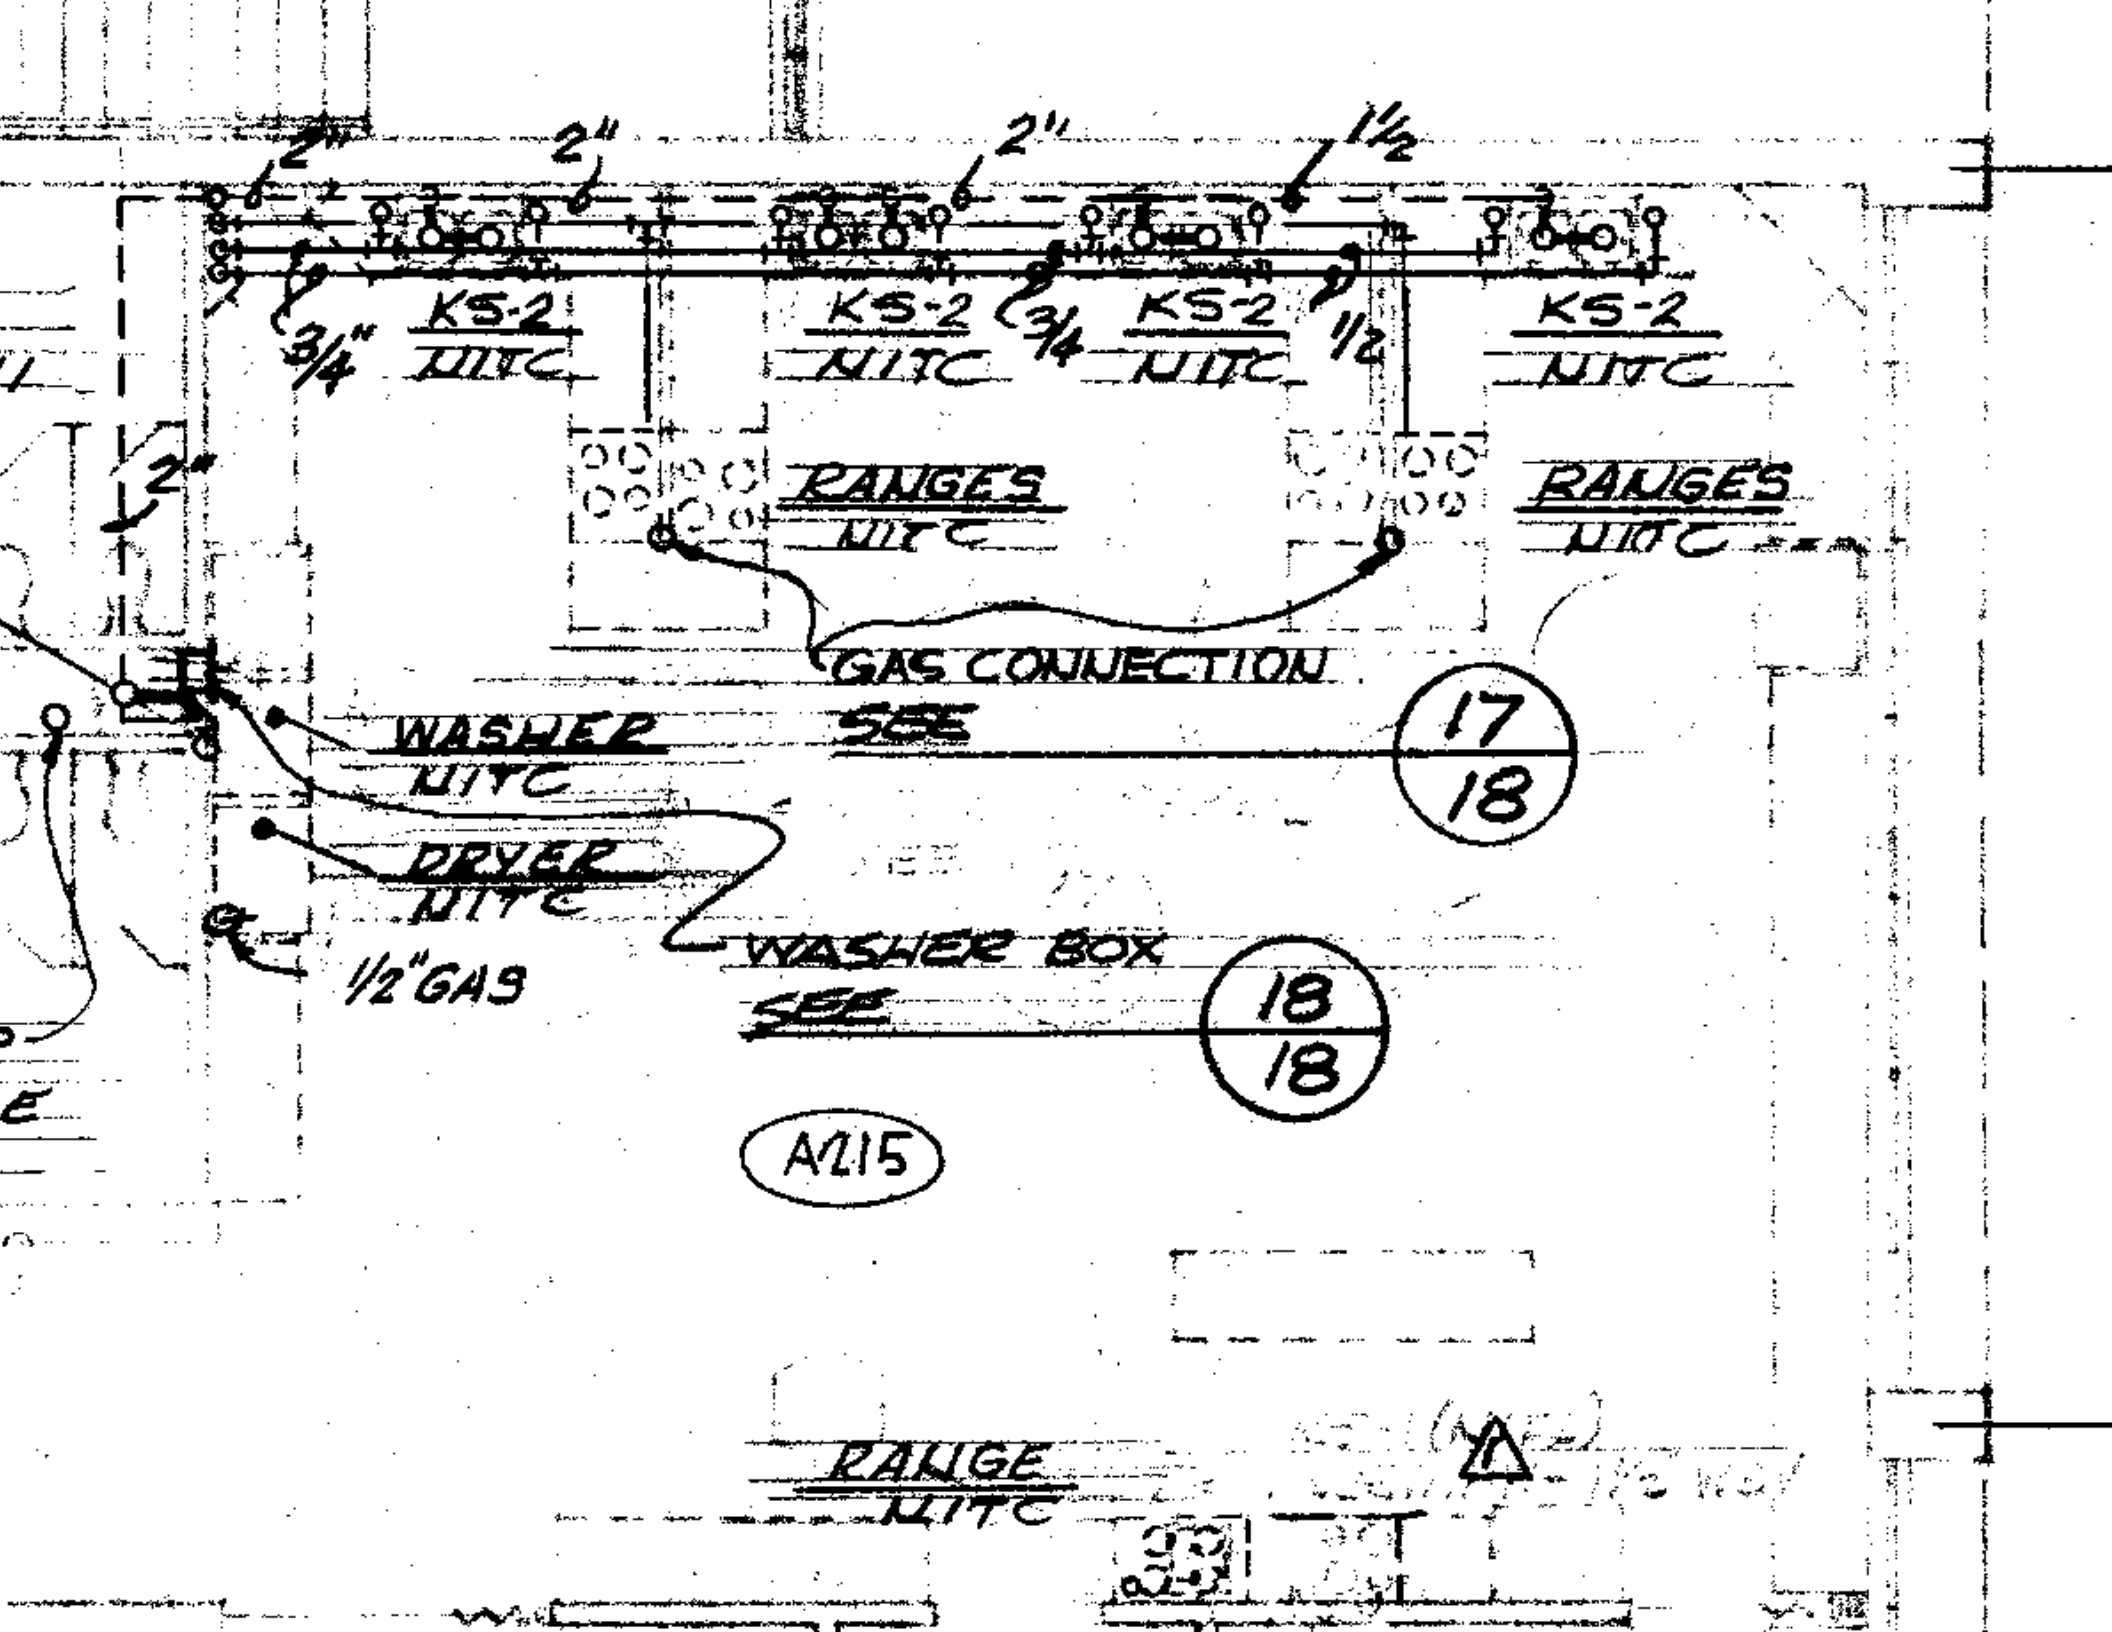 2" 2" 2" 1½
KS-2 KS-2 KS-2 KS-2
3/4" NITC NITC 3/4 NITC 1/2 NITC
2" RANGES RANGES
NITC NITC
GAS CONNECTION
SEE 17
18
WASHER
NITC
DRYER
NITC
1/2" GAS
WASHER BOX
SEE 18
18
A215
E
RANGE
NITC
1